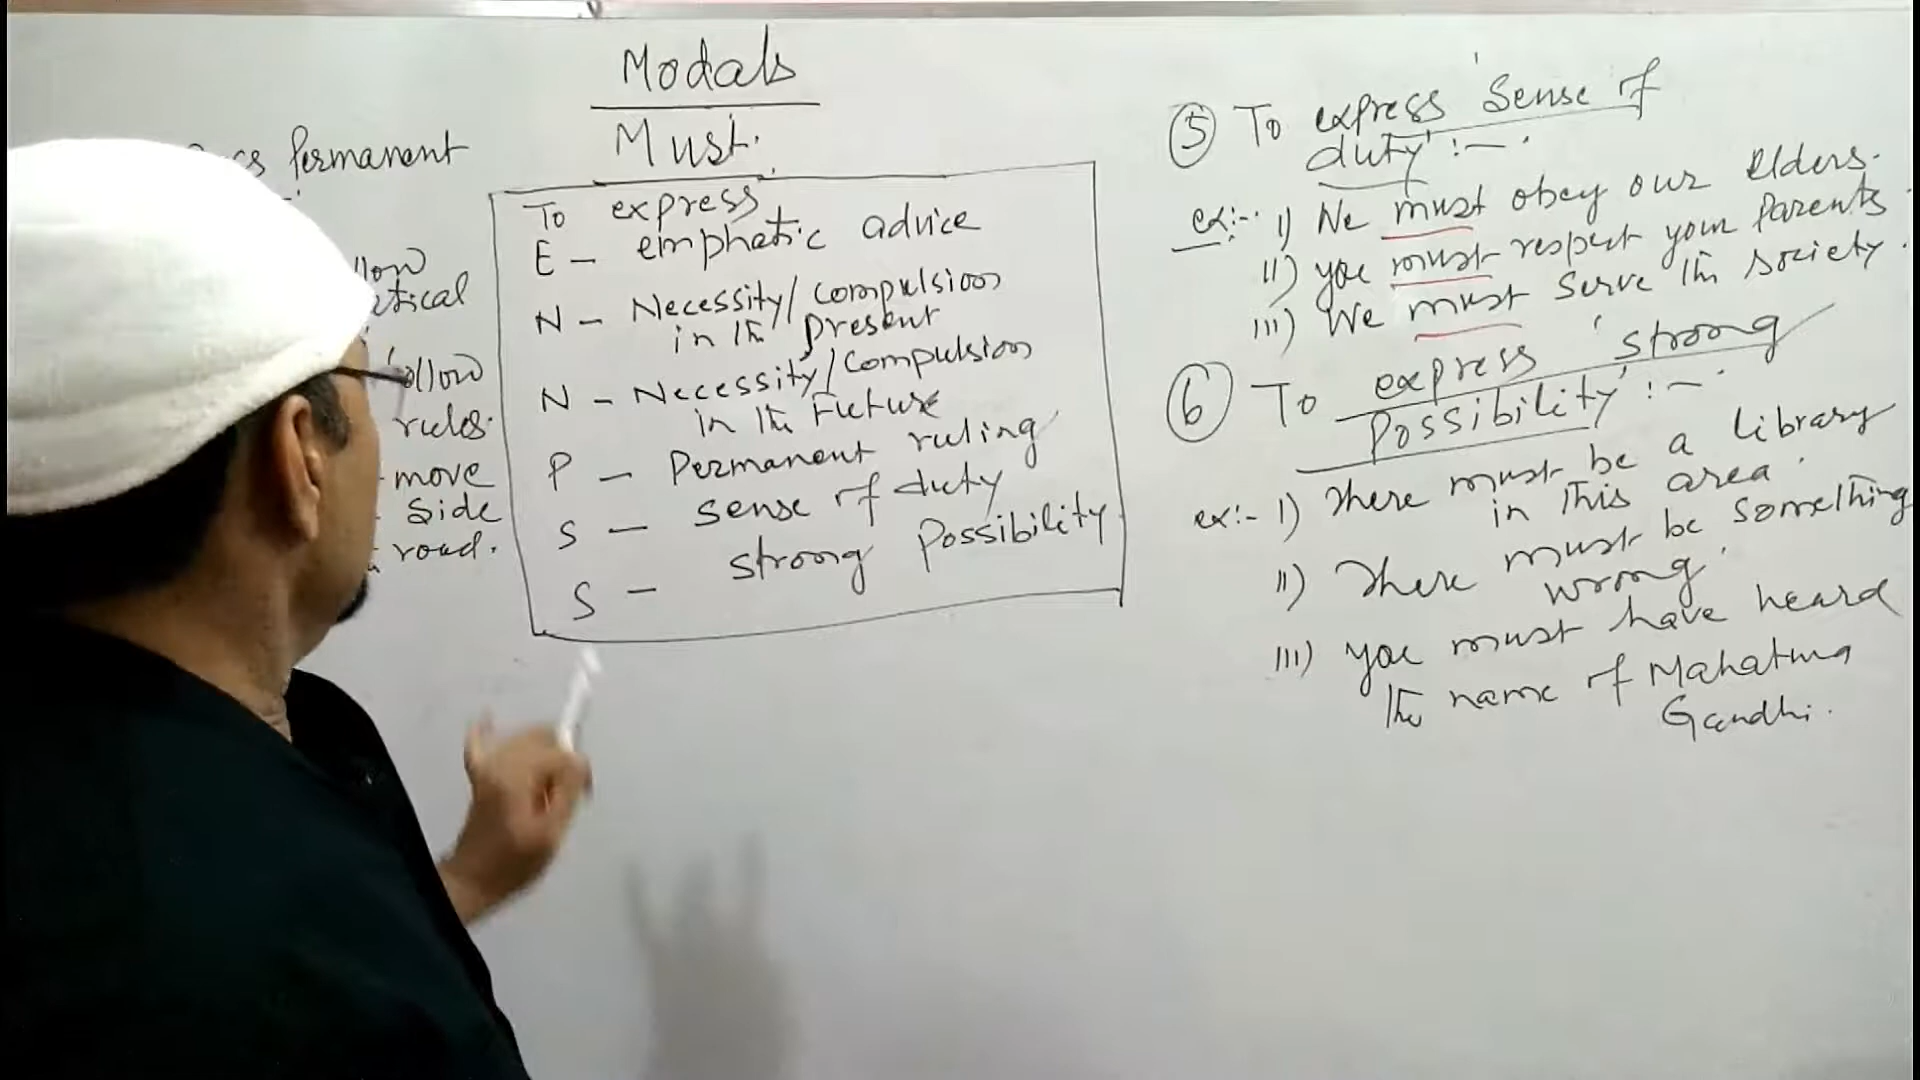 Modals
Must.
Permanent
rules.
move
side
road.
To express
E - emphatic advice
N - Necessity/compulsion
in the present
N - Necessity/compulsion
in the Future
P - Permanent ruling
S - sense of duty
S - strong possibility
5 To express 'sense of
duty' :-
ex:- i) We must obey our elders.
ii) you must respect your parents.
iii) We must serve the society.
6 To express 'strong
possibility' :-
ex:- i) There must be a library
in this area.
ii) There must be something
wrong.
iii) you must have heard
the name of Mahatma
Gandhi.